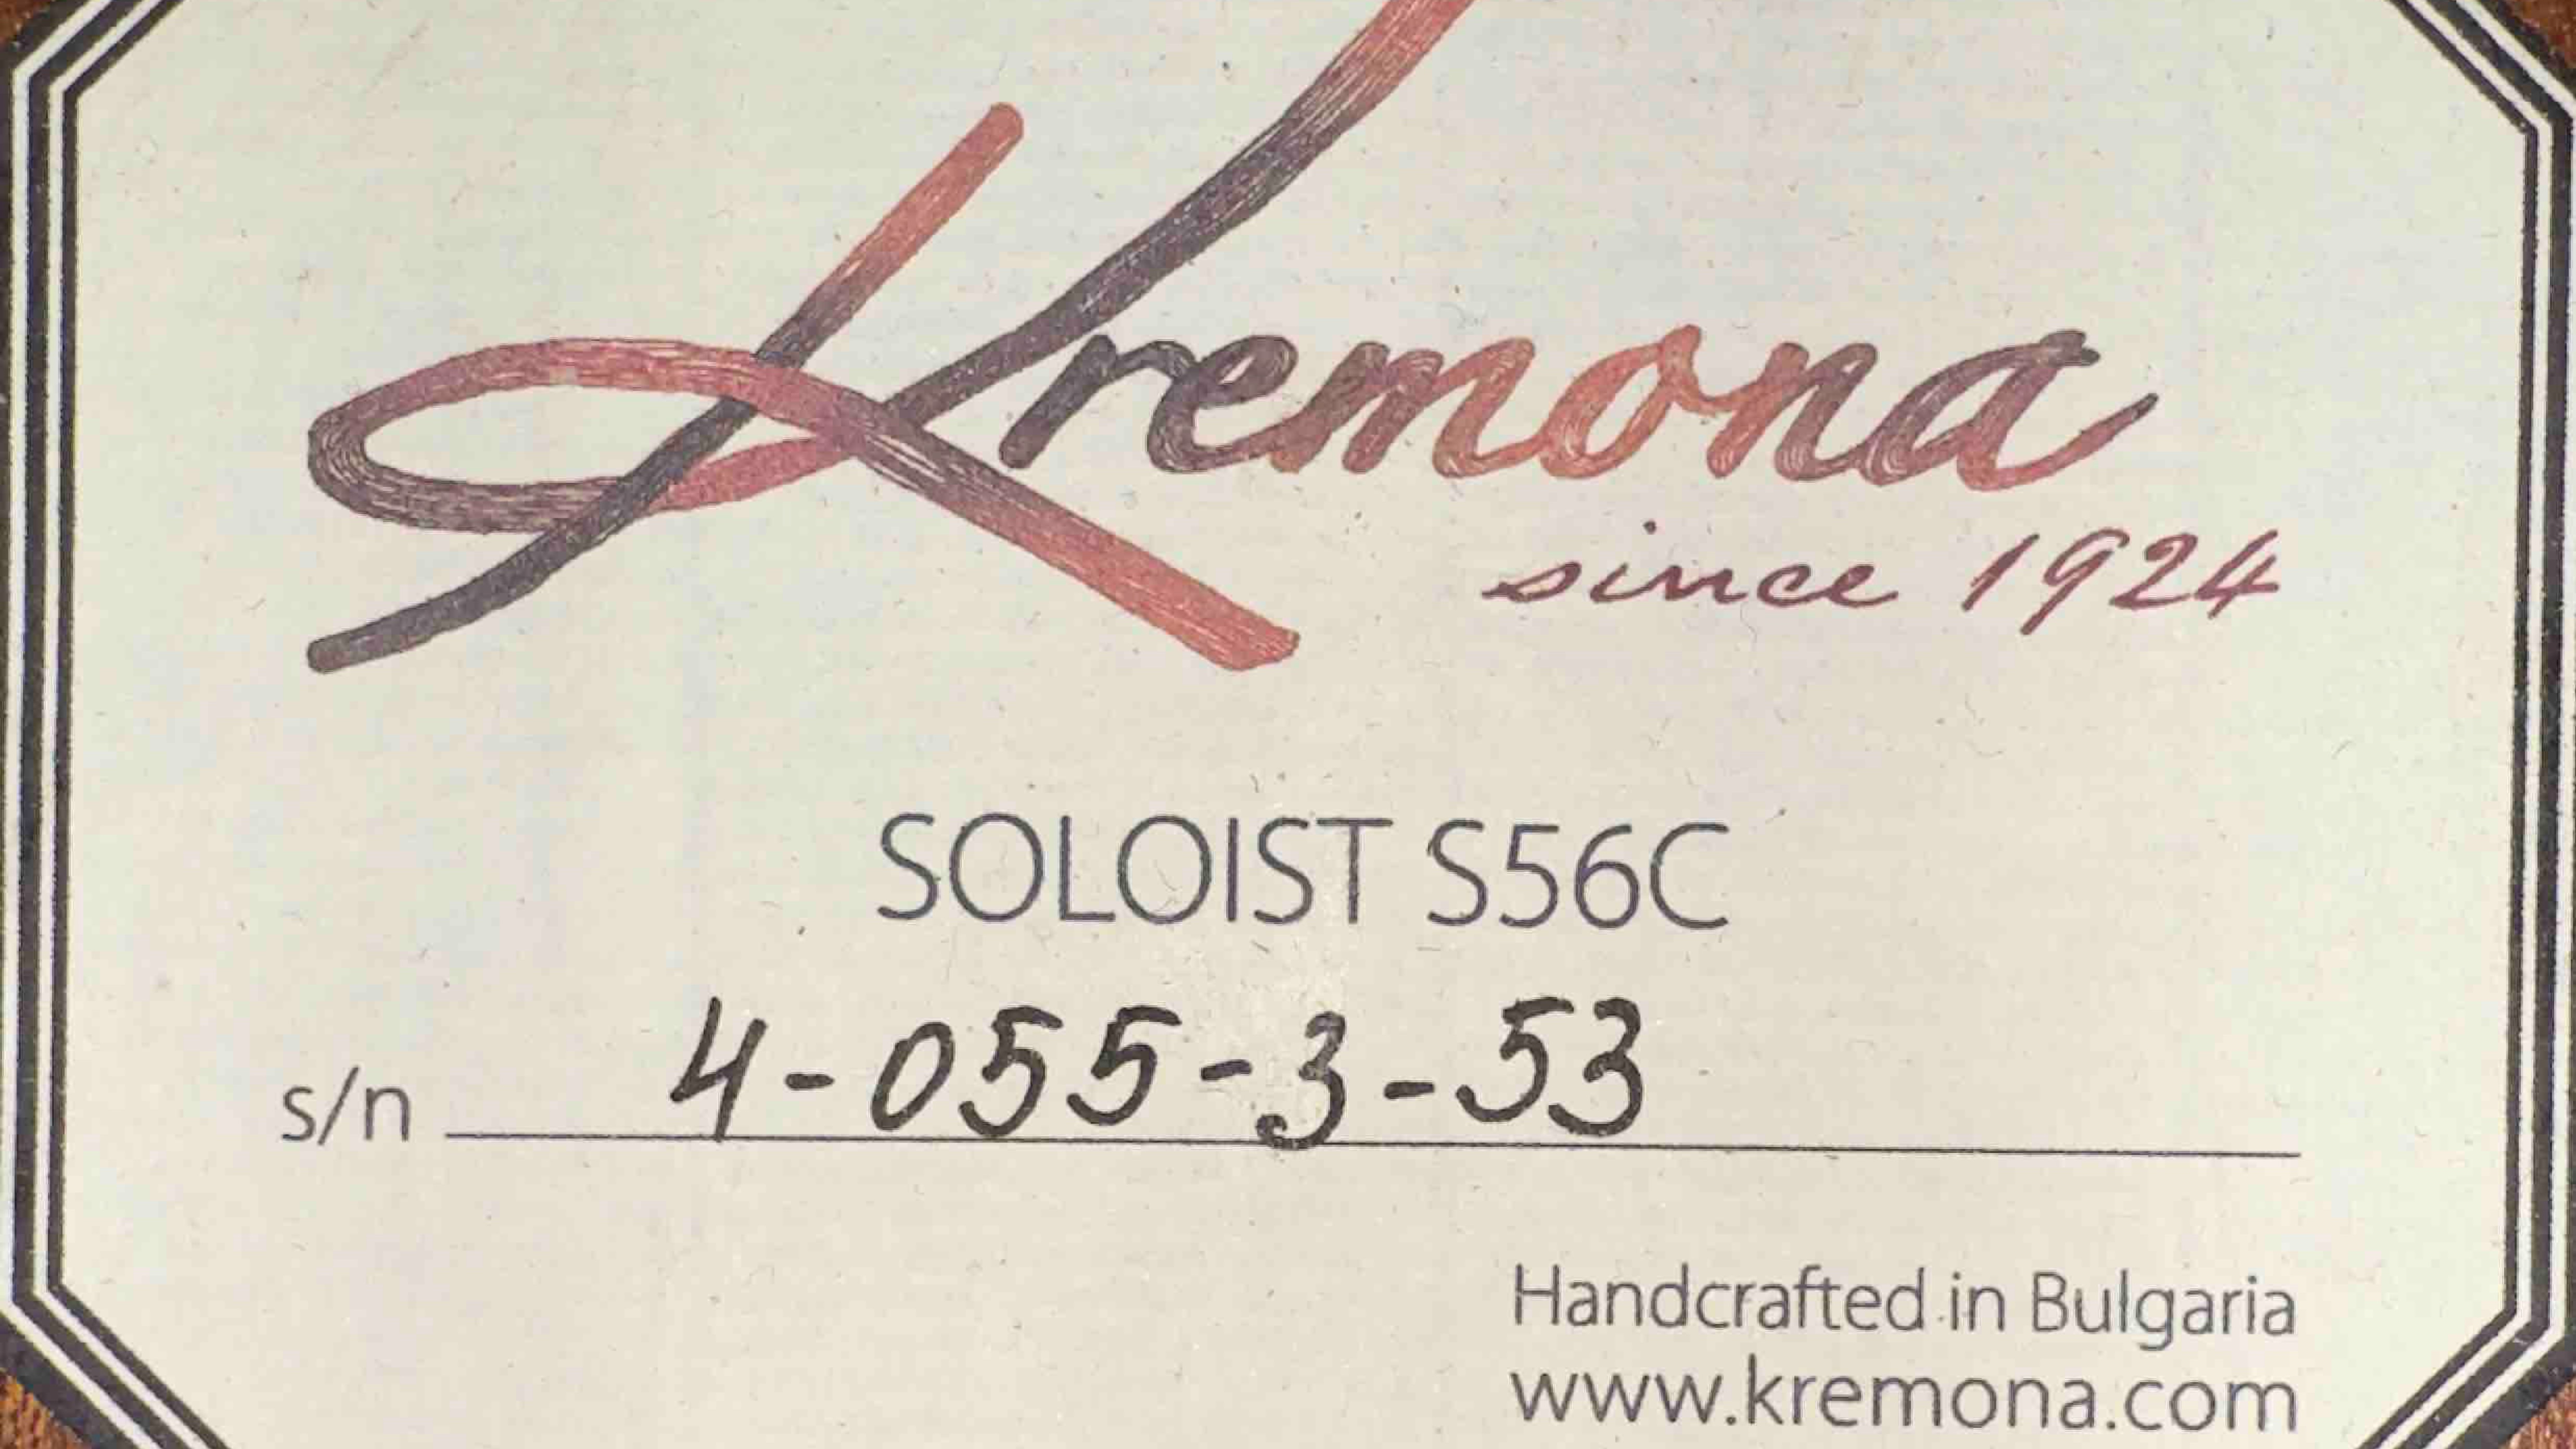 Kremona
since 1924
SOLOIST S56C
s/n 4-055-3-53
Handcrafted in Bulgaria
www.kremona.com